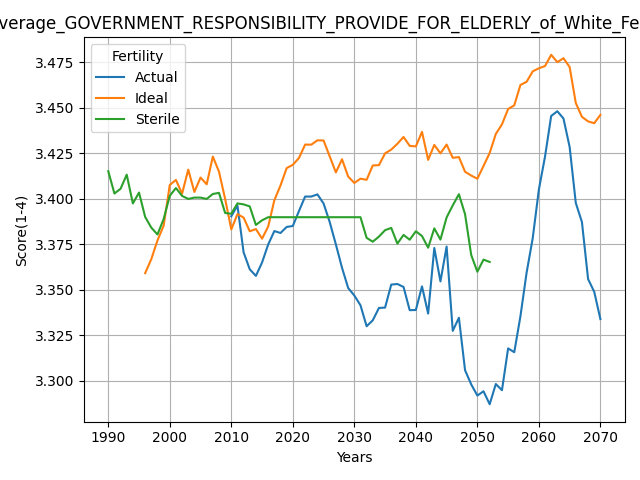 verage_GOVERNMENT_RESPONSIBILITY_PROVIDE_FOR_ELDERLY_of_White_Fe
Fertility
Actual
Ideal
Sterile
3.475
3.450
3.425
3.400
3.375
3.350
3.325
3.300
Score(1-4)
1990 2000 2010 2020 2030 2040 2050 2060 2070
Years